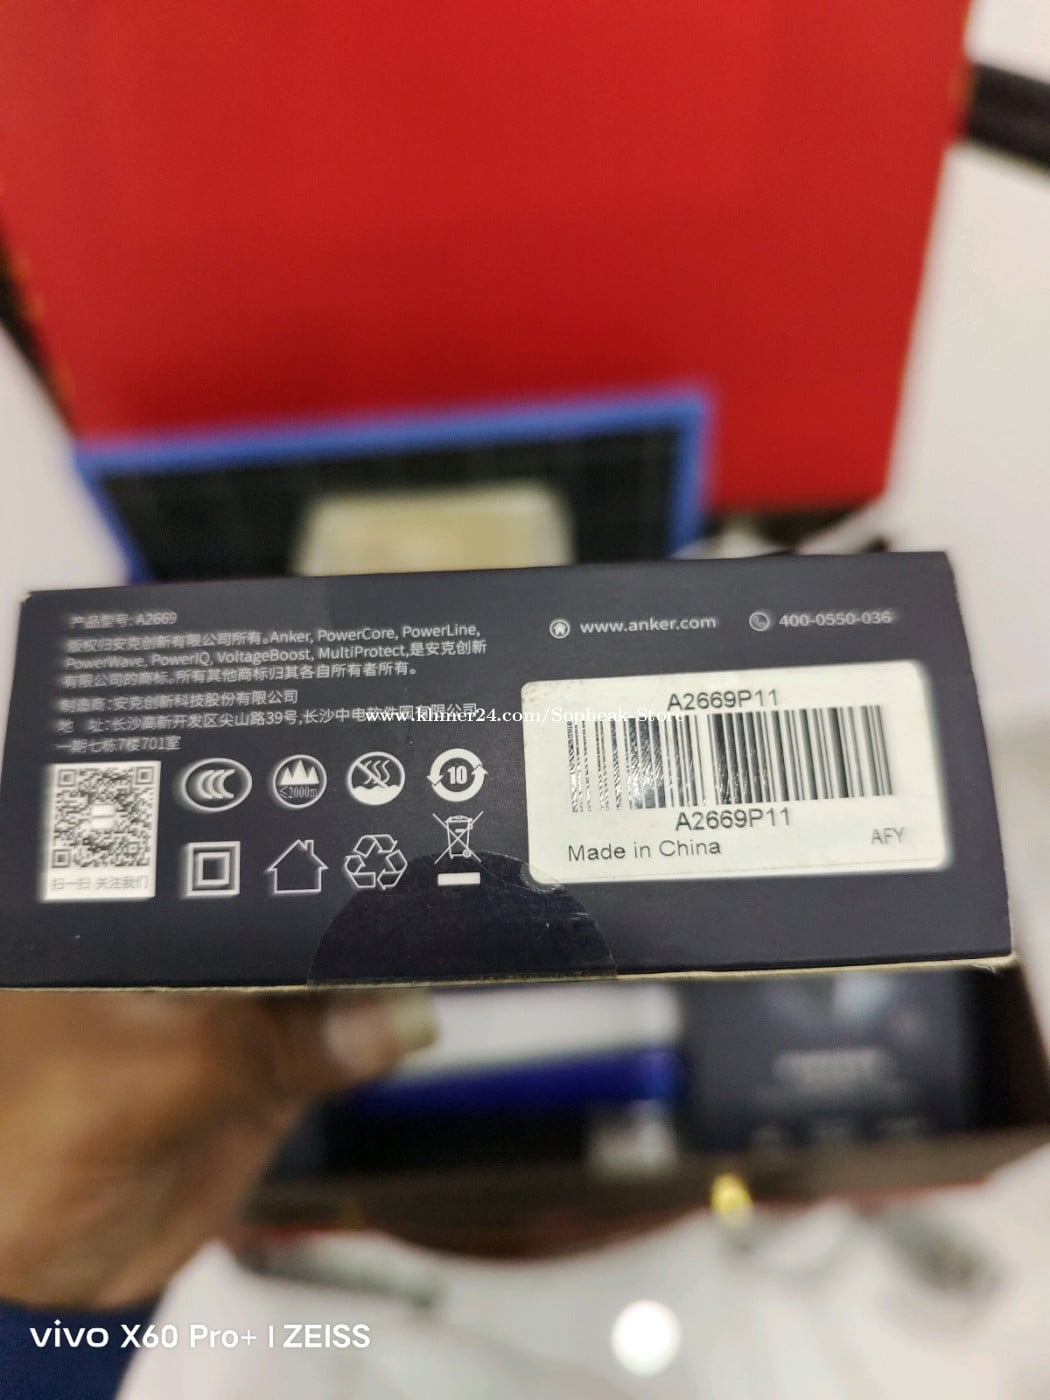 产品型号: A2669
版权归安克创新有限公司所有。Anker, PowerCore, PowerLine,
PowerWave, PowerIQ, VoltageBoost, MultiProtect,是安克创新
有限公司的商标。所有其他商标归其各自所有者所有。
制造商:安克创新科技股份有限公司
地 址:长沙高新开发区尖山路39号,长沙中电软件园有限公司
一期七栋7楼701室
扫一扫 关注我们
≤2000m
10
www.anker.com
400-0550-036
A2669P11
A2669P11
Made in China
AFY
www.khmer24.com/Sopheak-Store
vivo X60 Pro+ | ZEISS